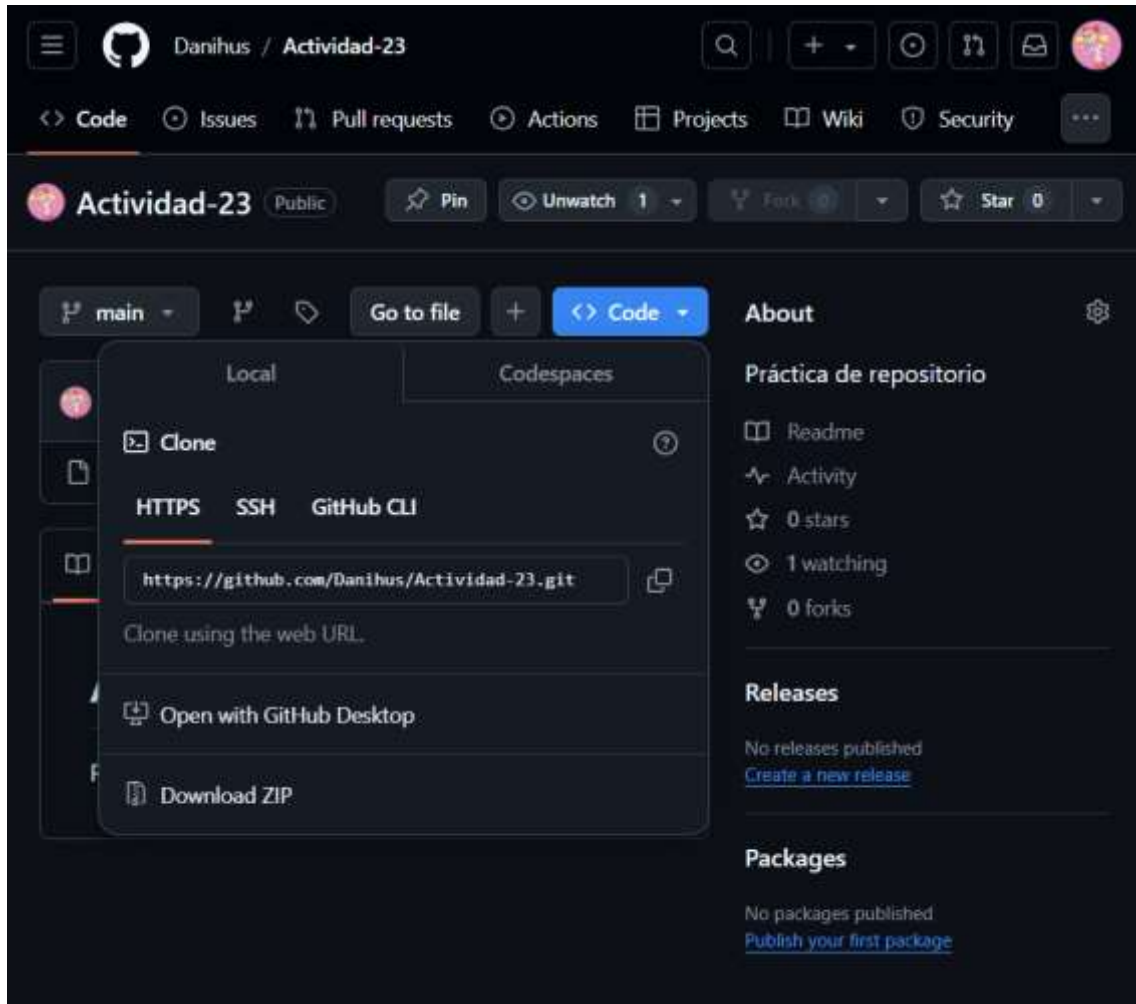 Danihus / Actividad-23
Code Issues Pull requests Actions Projects Wiki Security
Actividad-23 Public Pin Unwatch 1 Fork 0 Star 0
main Go to file + Code
Local Codespaces
Clone
HTTPS SSH GitHub CLI
https://github.com/Danihus/Actividad-23.git
Clone using the web URL.
Open with GitHub Desktop
Download ZIP
About
Práctica de repositorio
Readme
Activity
0 stars
1 watching
0 forks
Releases
No releases published
Create a new release
Packages
No packages published
Publish your first package